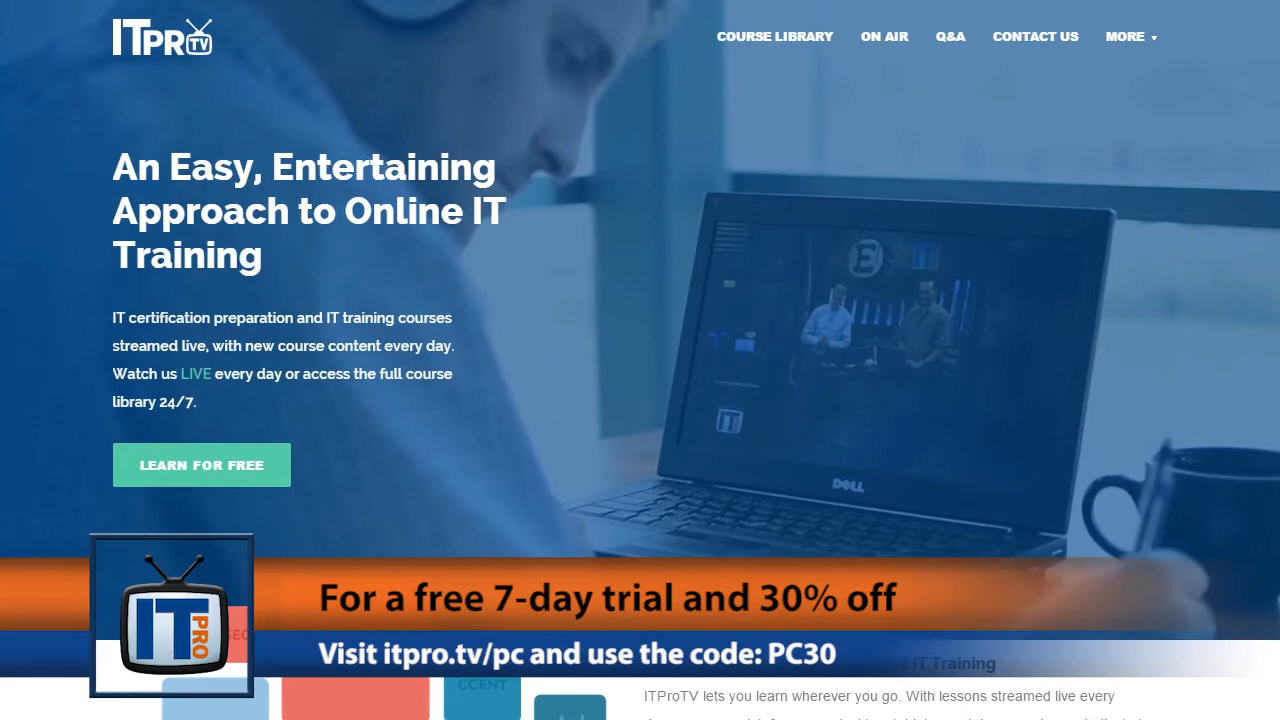 ITPRO TV
COURSE LIBRARY ON AIR Q&A CONTACT US MORE
An Easy, Entertaining
Approach to Online IT
Training
IT certification preparation and IT training courses
streamed live, with new course content every day.
Watch us LIVE every day or access the full course
library 24/7.
LEARN FOR FREE
E
IT
DELL
IT PRO
For a free 7-day trial and 30% off
Visit itpro.tv/pc and use the code: PC30
IT Training
CCENT
ITProTV lets you learn wherever you go. With lessons streamed live every